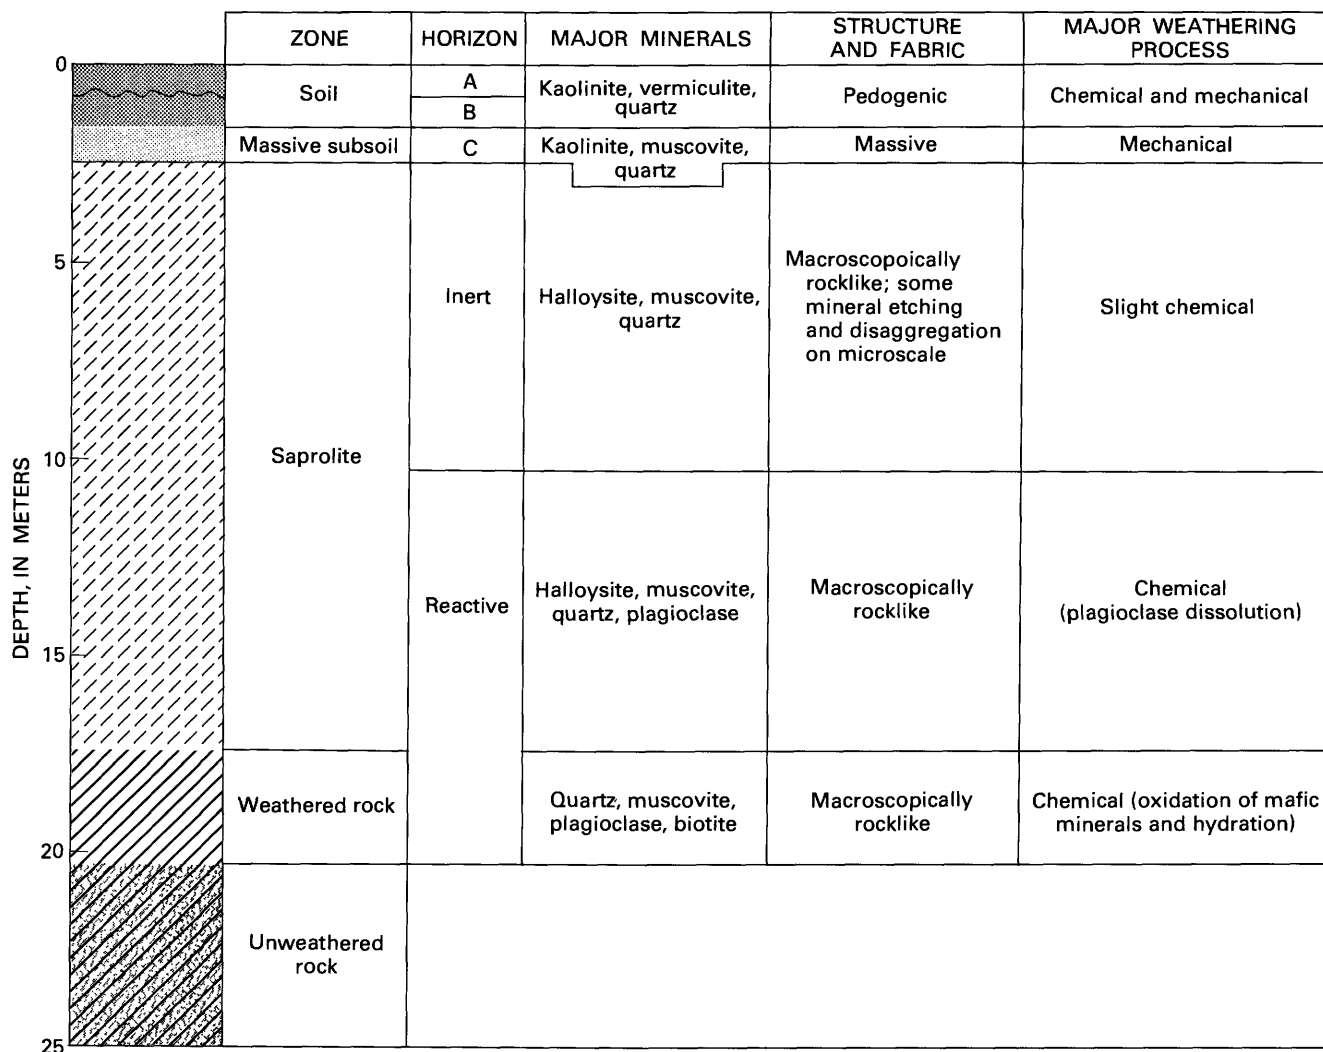 ZONE
HORIZON
MAJOR MINERALS
STRUCTURE
AND FABRIC
MAJOR WEATHERING
PROCESS
0
Soil
A
B
Kaolinite, vermiculite,
quartz
Pedogenic
Chemical and mechanical
Massive subsoil
C
Kaolinite, muscovite,
quartz
Massive
Mechanical
5
Saprolite
Inert
Halloysite, muscovite,
quartz
Macroscopoically
rocklike; some
mineral etching
and disaggregation
on microscale
Slight chemical
10
DEPTH, IN METERS
Reactive
Halloysite, muscovite,
quartz, plagioclase
Macroscopically
rocklike
Chemical
(plagioclase dissolution)
15
Weathered rock
Quartz, muscovite,
plagioclase, biotite
Macroscopically
rocklike
Chemical (oxidation of mafic
minerals and hydration)
20
Unweathered
rock
25